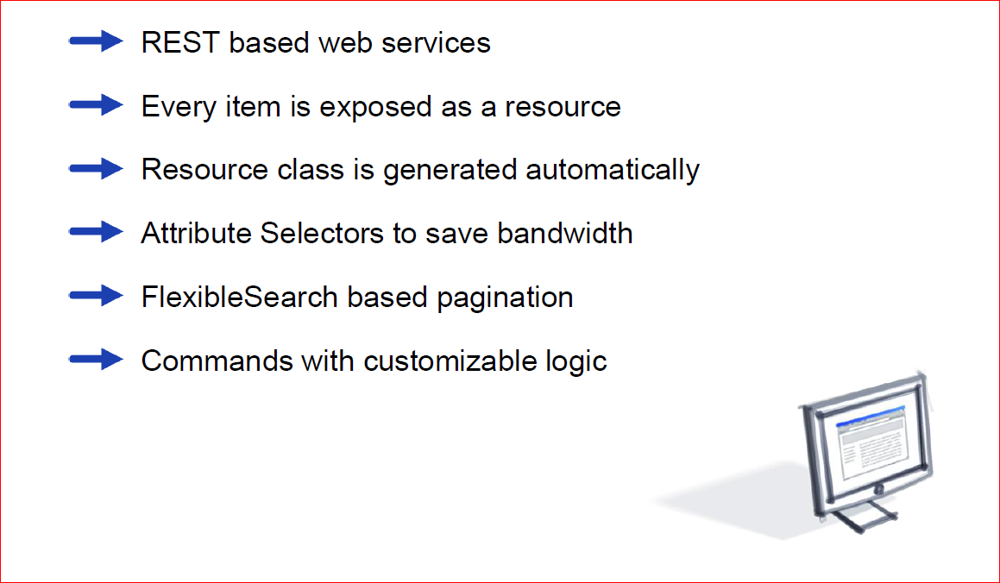 REST based web services
Every item is exposed as a resource
Resource class is generated automatically
Attribute Selectors to save bandwidth
FlexibleSearch based pagination
Commands with customizable logic